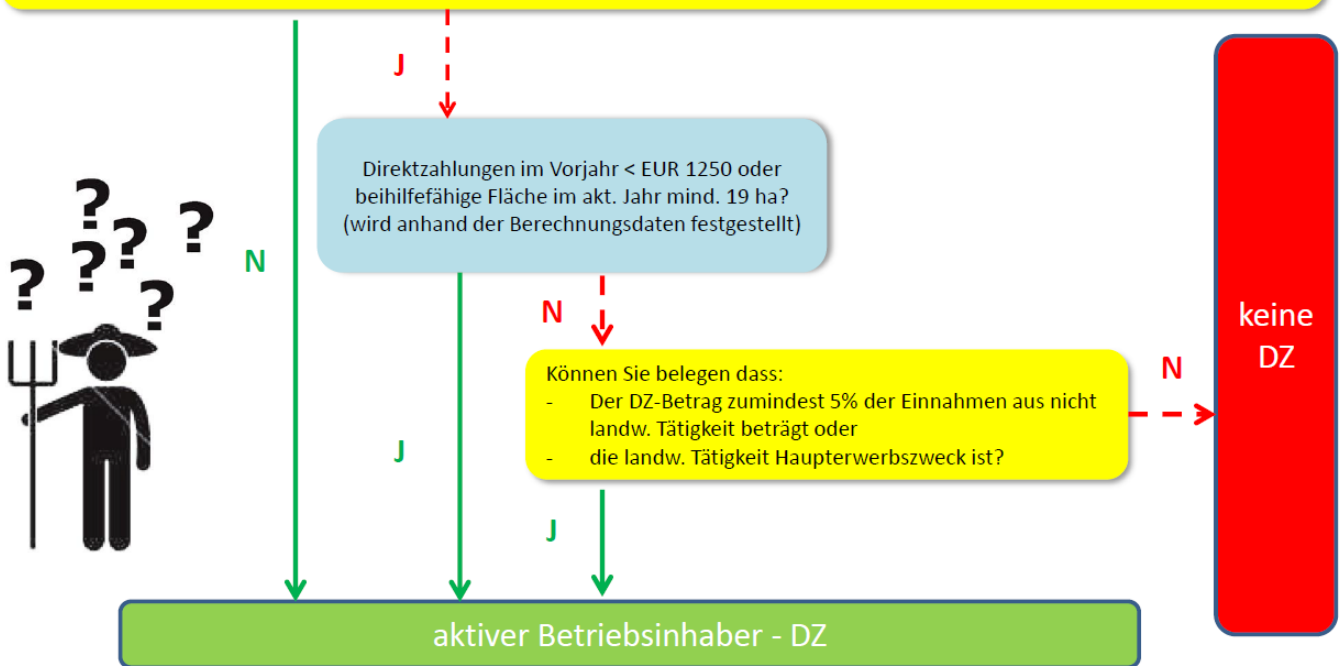 J
Direktzahlungen im Vorjahr < EUR 1250 oder
beihilfefähige Fläche im akt. Jahr mind. 19 ha?
(wird anhand der Berechnungsdaten festgestellt)
? ? ? ? ? ?
N
N
keine
DZ
Können Sie belegen dass:
- Der DZ-Betrag zumindest 5% der Einnahmen aus nicht
landw. Tätigkeit beträgt oder
- die landw. Tätigkeit Haupterwerbszweck ist?
N
J
J
aktiver Betriebsinhaber - DZ